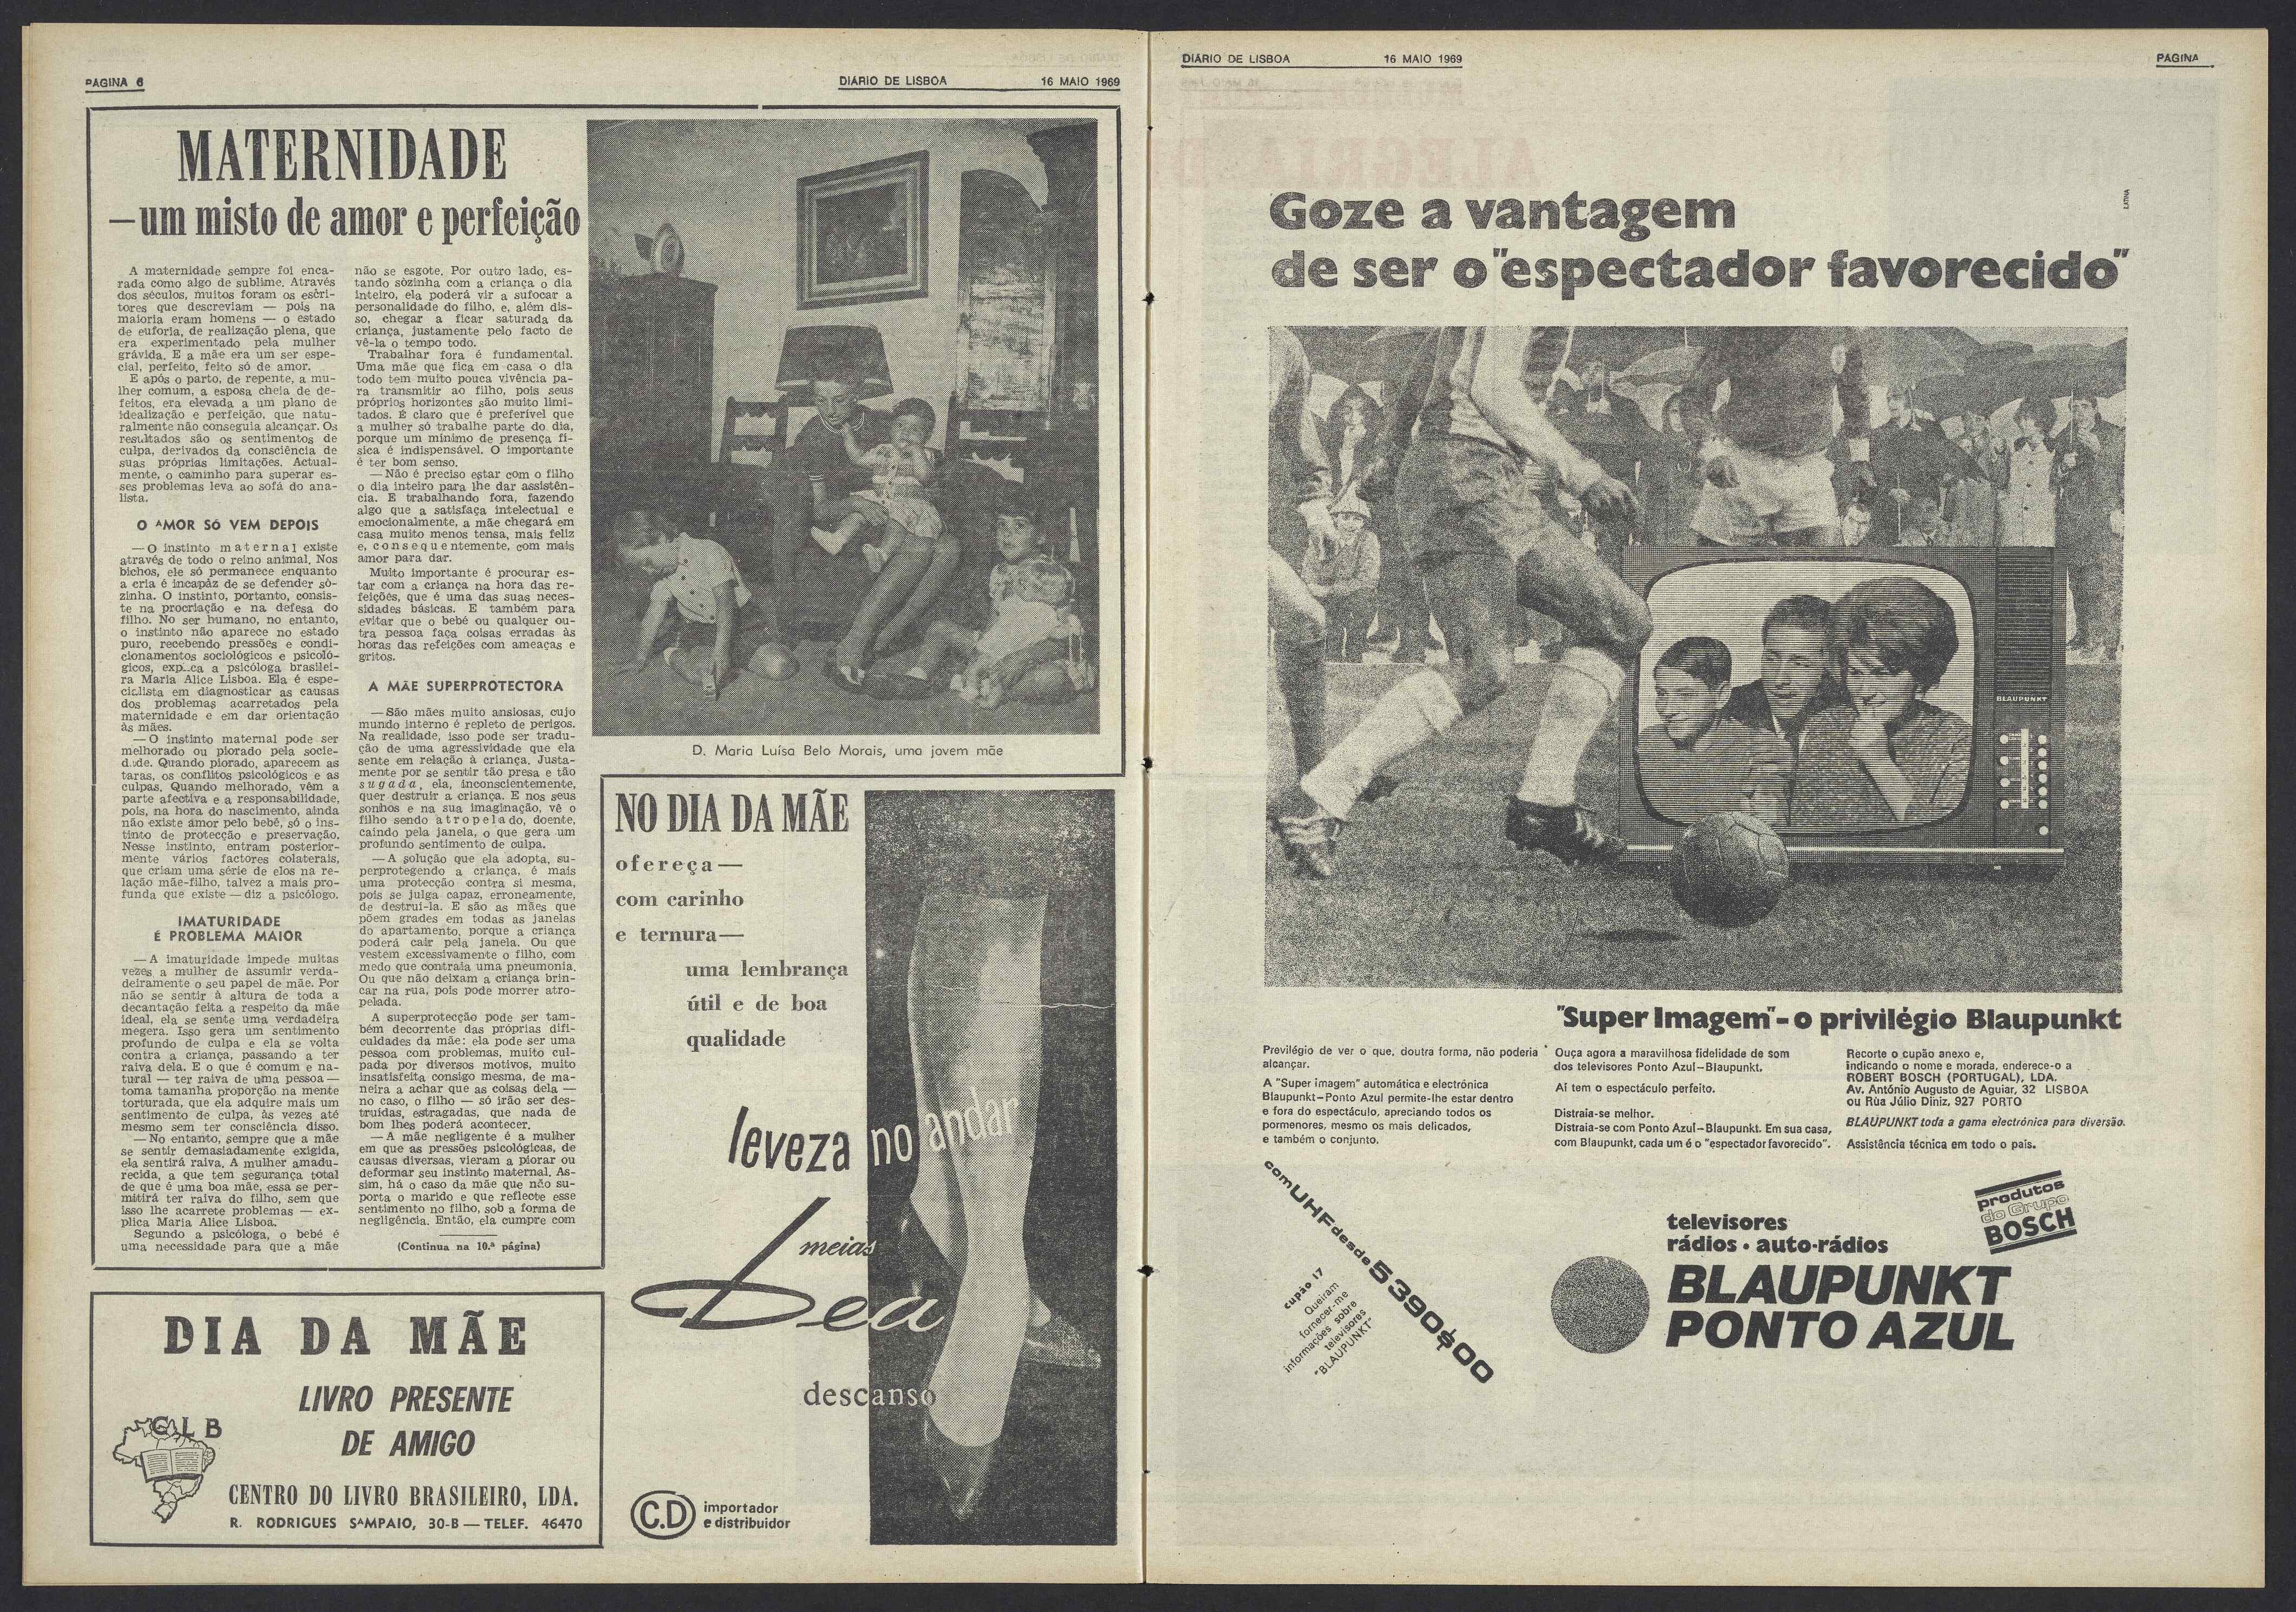 PAGINA 6
DIARIO DE LISBOA
16 MAIO 1969
MATERNIDADE
—um misto de amor e perfeição
A maternidade sempre foi enca-
rada como algo de sublime. Através
dos séculos, muitos foram os escri-
tores que descreviam — pois na
maioria eram homens — o estado
de euforia, de realização plena, que
era experimentado pela mulher
grávida. E a mãe era um ser espe-
cial, perfeito, feito só de amor.
E após o parto, de repente, a mu-
lher comum, a esposa cheia de de-
feitos, era elevada a um plano de
idealização e perfeição, que natu-
ralmente não conseguia alcançar. Os
resultados são os sentimentos de
culpa, derivados da consciência de
suas próprias limitações. Actual-
mente, o caminho para superar es-
ses problemas leva ao sofá do ana-
lista.
O AMOR SÓ VEM DEPOIS
—O instinto maternal existe
através de todo o reino animal. Nos
bichos, ele só permanece enquanto
a cria é incapaz de se defender só-
zinha. O instinto, portanto, consis-
te na procriação e na defesa do
filho. No ser humano, no entanto,
o instinto não aparece no estado
puro, recebendo pressões e condi-
cionamentos sociológicos e psicoló-
gicos, exp..ca a psicóloga brasilei-
ra Maria Alice Lisboa. Ela é espe-
cialista em diagnosticar as causas
dos problemas acarretados pela
maternidade e em dar orientação
às mães.
—O instinto maternal pode ser
melhorado ou piorado pela socie-
dade. Quando piorado, aparecem as
taras, os conflitos psicológicos e as
culpas. Quando melhorado, vêm a
parte afectiva e a responsabilidade,
pois, na hora do nascimento, ainda
não existe amor pelo bebé, só o ins-
tinto de protecção e preservação.
Nesse instinto, entram posterior-
mente vários factores colaterais,
que criam uma série de elos na re-
lação mãe-filho, talvez a mais pro-
funda que existe — diz a psicólogo.
IMATURIDADE
É PROBLEMA MAIOR
—A imaturidade impede muitas
vezes a mulher de assumir verda-
deiramente o seu papel de mãe. Por
não se sentir à altura de toda a
decantação feita a respeito da mãe
ideal, ela se sente uma verdadeira
megera. Isso gera um sentimento
profundo de culpa e ela se volta
contra a criança, passando a ter
raiva dela. E o que é comum e na-
tural — ter raiva de uma pessoa —
toma tamanha proporção na mente
torturada, que ela adquire mais um
sentimento de culpa, às vezes até
mesmo sem ter consciência disso.
—No entanto, sempre que a mãe
se sentir demasiadamente exigida,
ela sentirá raiva. A mulher amadu-
recida, a que tem segurança total
de que é uma boa mãe, essa se per-
mitirá ter raiva do filho, sem que
isso lhe acarrete problemas — ex-
plica Maria Alice Lisboa.
Segundo a psicóloga, o bebé é
uma necessidade para que a mãe
não se esgote. Por outro lado, es-
tando sòzinha com a criança o dia
inteiro, ela poderá vir a sufocar a
personalidade do filho, e, além dis-
so, chegar a ficar saturada da
criança, justamente pelo facto de
vê-la o tempo todo.
Trabalhar fora é fundamental.
Uma mãe que fica em casa o dia
todo tem muito pouca vivência pa-
ra transmitir ao filho, pois seus
próprios horizontes são muito limi-
tados. É claro que é preferível que
a mulher só trabalhe parte do dia,
porque um mínimo de presença fí-
sica é indispensável. O importante
é ter bom senso.
—Não é preciso estar com o filho
o dia inteiro para lhe dar assistên-
cia. E trabalhando fora, fazendo
algo que a satisfaça intelectual e
emocionalmente, a mãe chegará em
casa muito menos tensa, mais feliz
e, consequentemente, com mais
amor para dar.
Muito importante é procurar es-
tar com a criança na hora das re-
feições, que é uma das suas neces-
sidades básicas. E também para
evitar que o bebé ou qualquer ou-
tra pessoa faça coisas erradas às
horas das refeições com ameaças e
gritos.
A MÃE SUPERPROTECTORA
—São mães muito ansiosas, cujo
mundo interno é repleto de perigos.
Na realidade, isso pode ser tradu-
ção de uma agressividade que ela
sente em relação à criança. Justa-
mente por se sentir tão presa e tão
sugada, ela, inconscientemente,
quer destruir a criança. E nos seus
sonhos e na sua imaginação, vê o
filho sendo atropelado, doente,
caindo pela janela, o que gera um
profundo sentimento de culpa.
—A solução que ela adopta, su-
perprotegendo a criança, é mais
uma protecção contra si mesma,
pois se julga capaz, erroneamente,
de destruí-la. E são as mães que
põem grades em todas as janelas
do apartamento, porque a criança
poderá cair pela janela. Ou que
vestem excessivamente o filho, com
medo que contraia uma pneumonia.
Ou que não deixam a criança brin-
car na rua, pois pode morrer atro-
pelada.
A superprotecção pode ser tam-
bém decorrente das próprias difi-
culdades da mãe: ela pode ser uma
pessoa com problemas, muito cul-
pada por diversos motivos, muito
insatisfeita consigo mesma, de ma-
neira a achar que as coisas dela —
no caso, o filho — só irão ser des-
truídas, estragadas, que nada de
bom lhes poderá acontecer.
—A mãe negligente é a mulher
em que as pressões psicológicas, de
causas diversas, vieram a piorar ou
deformar seu instinto maternal. As-
sim, há o caso da mãe que não su-
porta o marido e que reflecte esse
sentimento no filho, sob a forma de
negligência. Então, ela cumpre com
(Continua na 10.ª página)
D. Maria Luísa Belo Morais, uma jovem mãe
NO DIA DA MÃE
ofereça—
com carinho
e ternura—
uma lembrança
útil e de boa
qualidade
leveza no andar
meias
Dea
descanso
C.D
importador
e distribuidor
DIA DA MÃE
LIVRO PRESENTE
DE AMIGO
CLB
CENTRO DO LIVRO BRASILEIRO, LDA.
R. RODRIGUES SAMPAIO, 30-B — TELEF. 46470
DIARIO DE LISBOA
16 MAIO 1969
PAGINA
LATINA
Goze a vantagem
de ser o "espectador favorecido"
BLAUPUNKT
"Super Imagem"- o privilégio Blaupunkt
Previlégio de ver o que, doutra forma, não poderia
alcançar.
A "Super imagem" automática e electrónica
Blaupunkt–Ponto Azul permite-lhe estar dentro
e fora do espectáculo, apreciando todos os
pormenores, mesmo os mais delicados,
e também o conjunto.
Ouça agora a maravilhosa fidelidade de som
dos televisores Ponto Azul–Blaupunkt.
Aí tem o espectáculo perfeito.
Distraia-se melhor.
Distraia-se com Ponto Azul–Blaupunkt. Em sua casa,
com Blaupunkt, cada um é o "espectador favorecido".
Recorte o cupão anexo e,
indicando o nome e morada, enderece-o a
ROBERT BOSCH (PORTUGAL), LDA.
Av. António Augusto de Aguiar, 32 LISBOA
ou Rua Júlio Diniz, 927 PORTO
BLAUPUNKT toda a gama electrónica para diversão.
Assistência técnica em todo o país.
com UHF desde 5390$00
cupão 17
Queiram
fornecer-me
informações sobre
televisores
"BLAUPUNKT"
produtos
do Grupo
BOSCH
televisores
rádios • auto-rádios
BLAUPUNKT
PONTO AZUL